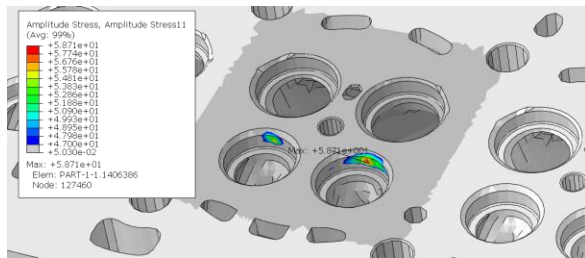 Amplitude Stress, Amplitude Stress11
(Avg: 99%)
+5.871e+01
+5.774e+01
+5.676e+01
+5.578e+01
+5.481e+01
+5.383e+01
+5.286e+01
+5.188e+01
+5.090e+01
+4.993e+01
+4.895e+01
+4.798e+01
+4.700e+01
+5.030e-02
Max: +5.871e+01
Elem: PART-1-1.1406386
Node: 127460
Max: +5.871e+001